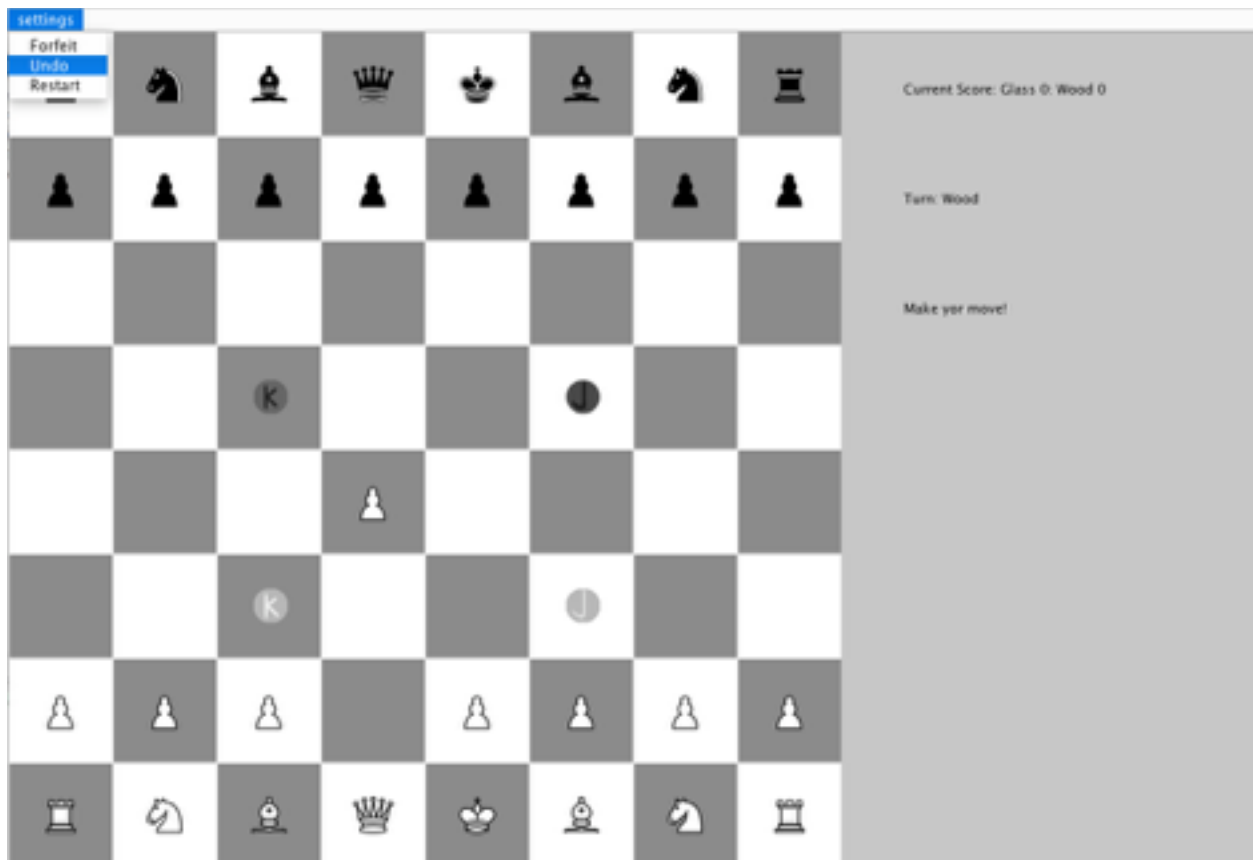 settings
Forfeit
Undo
Restart
Current Score: Glass 0: Wood 0
Turn: Wood
Make yor move!
K
J
K
J